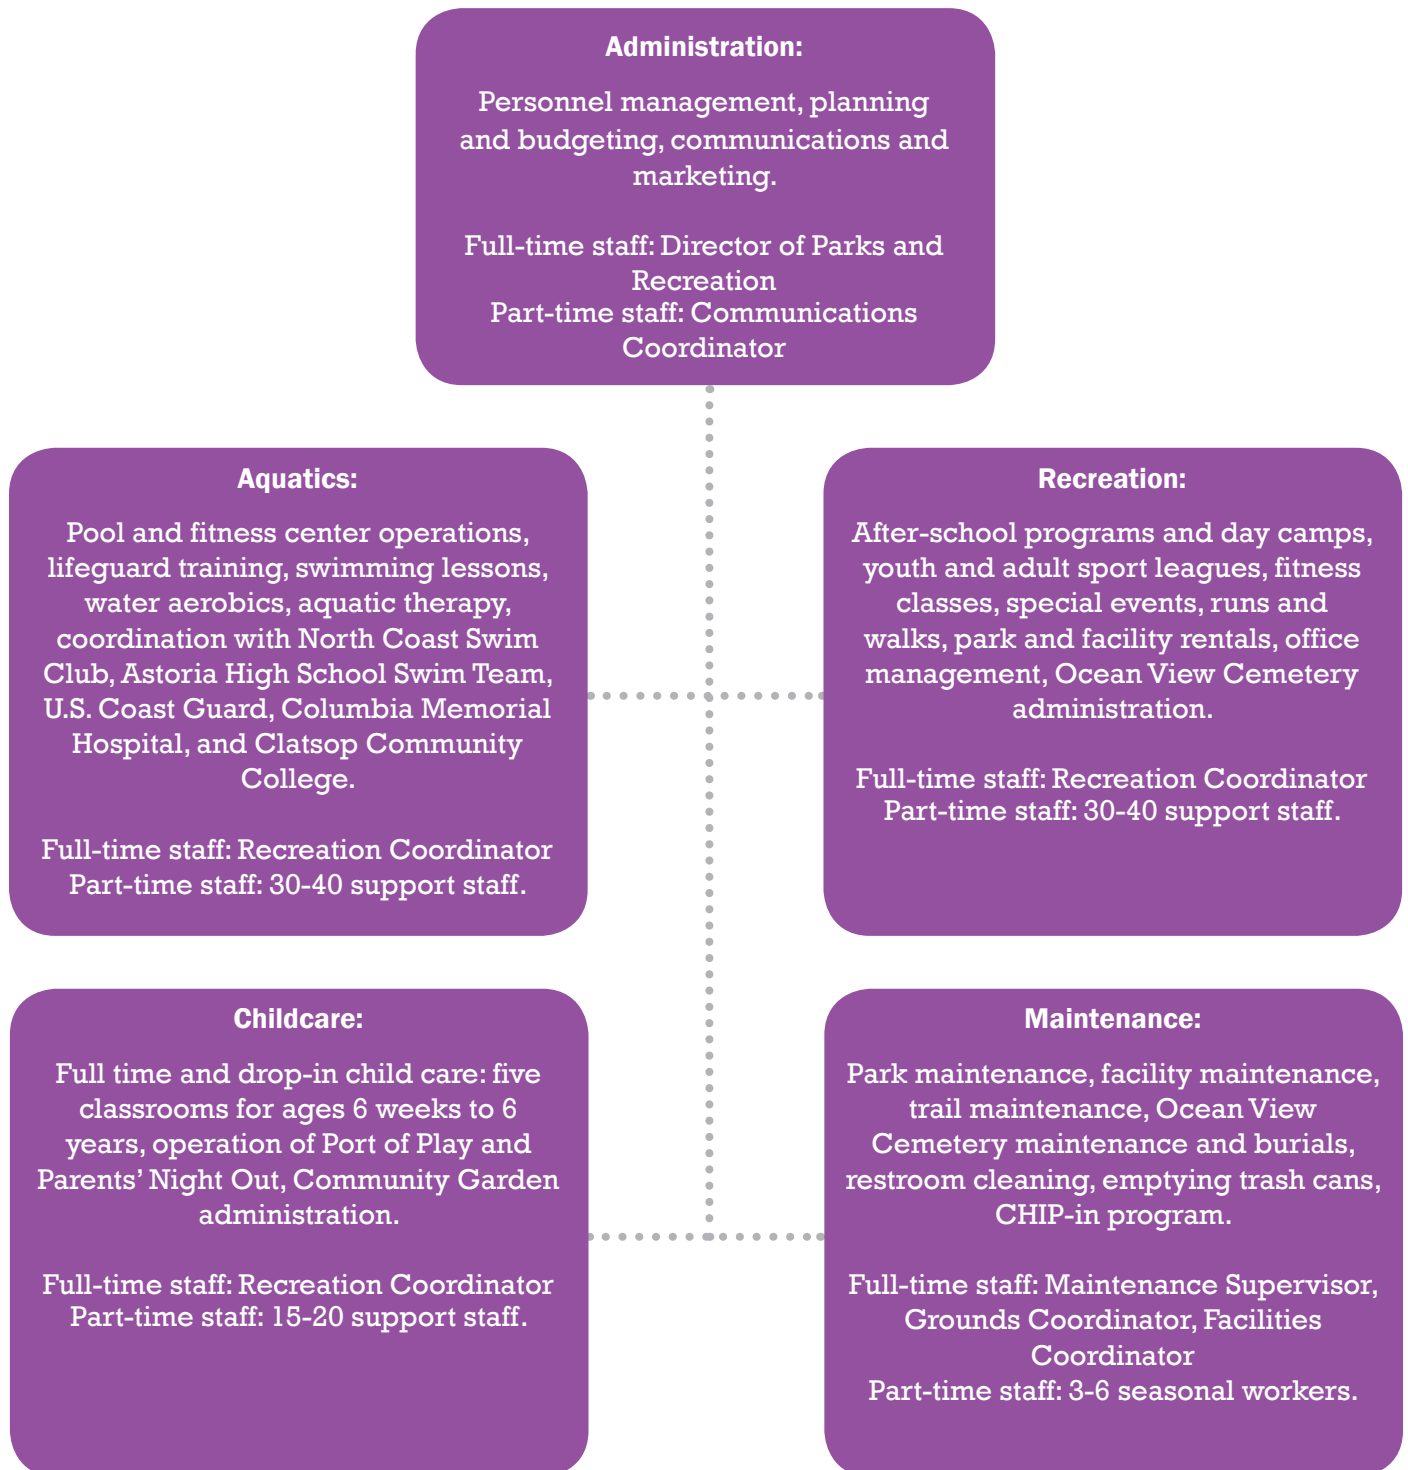 Administration:
Personnel management, planning
and budgeting, communications and
marketing.
Full-time staff: Director of Parks and
Recreation
Part-time staff: Communications
Coordinator
Aquatics:
Pool and fitness center operations,
lifeguard training, swimming lessons,
water aerobics, aquatic therapy,
coordination with North Coast Swim
Club, Astoria High School Swim Team,
U.S. Coast Guard, Columbia Memorial
Hospital, and Clatsop Community
College.
Full-time staff: Recreation Coordinator
Part-time staff: 30-40 support staff.
Recreation:
After-school programs and day camps,
youth and adult sport leagues, fitness
classes, special events, runs and
walks, park and facility rentals, office
management, Ocean View Cemetery
administration.
Full-time staff: Recreation Coordinator
Part-time staff: 30-40 support staff.
Childcare:
Full time and drop-in child care: five
classrooms for ages 6 weeks to 6
years, operation of Port of Play and
Parents’ Night Out, Community Garden
administration.
Full-time staff: Recreation Coordinator
Part-time staff: 15-20 support staff.
Maintenance:
Park maintenance, facility maintenance,
trail maintenance, Ocean View
Cemetery maintenance and burials,
restroom cleaning, emptying trash cans,
CHIP-in program.
Full-time staff: Maintenance Supervisor,
Grounds Coordinator, Facilities
Coordinator
Part-time staff: 3-6 seasonal workers.